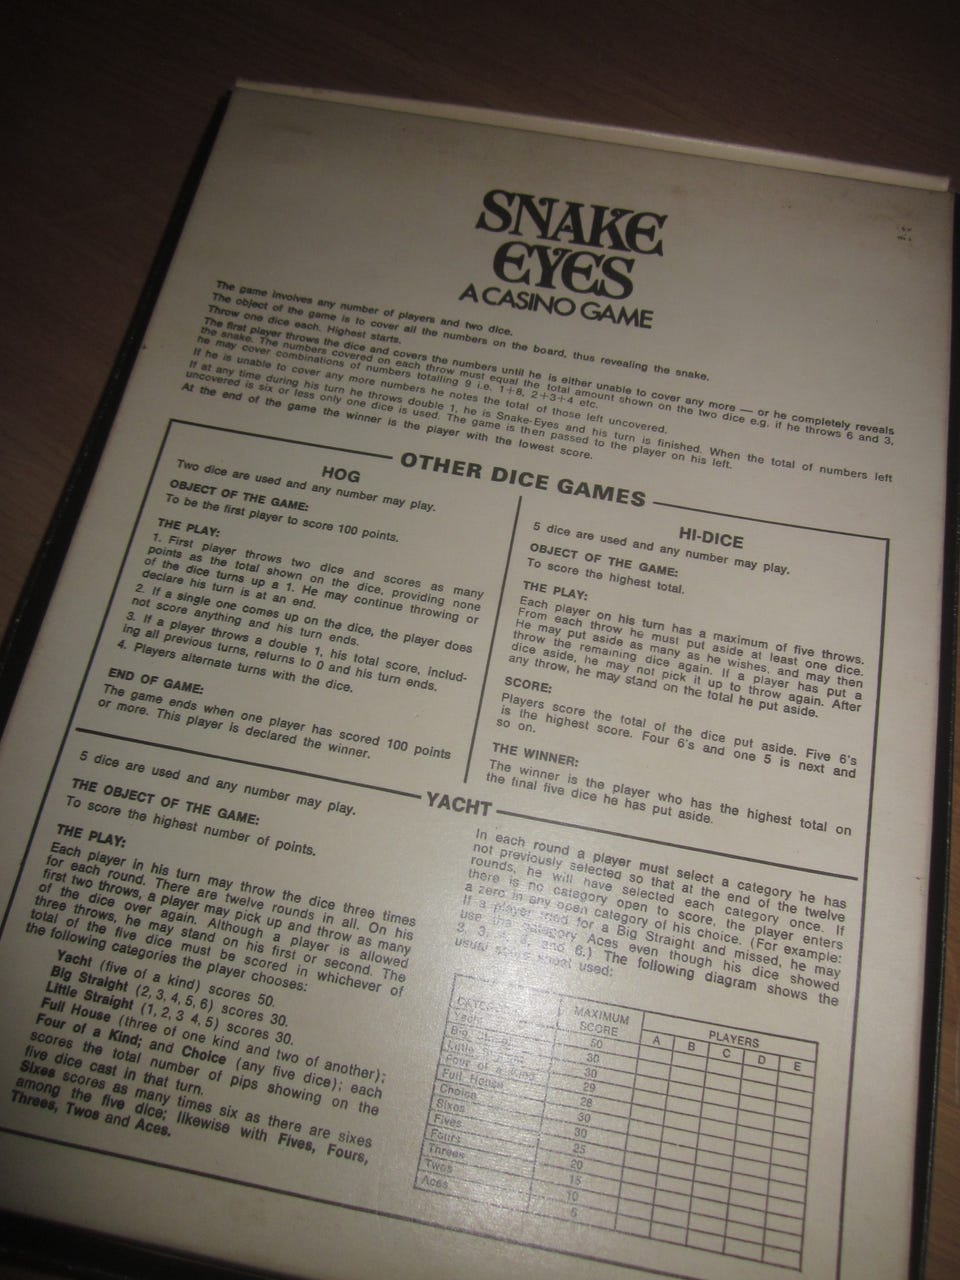 SNAKE
EYES
A CASINO GAME
The game involves any number of players and two dice.
The object of the game is to cover all the numbers on the board, thus revealing the snake.
Throw one dice each. Highest starts.
The first player throws the dice and covers the numbers until he is either unable to cover any more — or he completely reveals
the snake. The numbers covered on each throw must equal the total amount shown on the two dice e.g. if he throws 6 and 3,
he may cover combinations of numbers totalling 9 i.e. 1+8, 2+3+4 etc.
If he is unable to cover any more numbers he notes the total of those left uncovered.
If at any time during his turn he throws double 1, he is Snake-Eyes and his turn is finished. When the total of numbers left
uncovered is six or less only one dice is used. The game is then passed to the player on his left.
At the end of the game the winner is the player with the lowest score.
OTHER DICE GAMES
HOG
Two dice are used and any number may play.
OBJECT OF THE GAME:
To be the first player to score 100 points.
THE PLAY:
1. First player throws two dice and scores as many
points as the total shown on the dice, providing none
of the dice turns up a 1. He may continue throwing or
declare his turn is at an end.
2. If a single one comes up on the dice, the player does
not score anything and his turn ends.
3. If a player throws a double 1, his total score, includ-
ing all previous turns, returns to 0 and his turn ends.
4. Players alternate turns with the dice.
END OF GAME:
The game ends when one player has scored 100 points
or more. This player is declared the winner.
HI-DICE
5 dice are used and any number may play.
OBJECT OF THE GAME:
To score the highest total.
THE PLAY:
Each player on his turn has a maximum of five throws.
From each throw he must put aside at least one dice.
He may put aside as many as he wishes, and may then
throw the remaining dice again. If a player has put a
dice aside, he may not pick it up to throw again. After
any throw, he may stand on the total he put aside.
SCORE:
Players score the total of the dice put aside. Five 6's
is the highest score. Four 6's and one 5 is next and
so on.
THE WINNER:
The winner is the player who has the highest total on
the final five dice he has put aside.
YACHT
5 dice are used and any number may play.
THE OBJECT OF THE GAME:
To score the highest number of points.
THE PLAY:
Each player in his turn may throw the dice three times
for each round. There are twelve rounds in all. On his
first two throws, a player may pick up and throw as many
of the dice over again. Although a player is allowed
three throws, he may stand on his first or second. The
total of the five dice must be scored in whichever of
the following categories the player chooses:
Yacht (five of a kind) scores 50.
Big Straight (2, 3, 4, 5, 6) scores 30.
Little Straight (1, 2, 3 4, 5) scores 30.
Full House (three of one kind and two of another);
Four of a Kind; and Choice (any five dice); each
scores the total number of pips showing on the
five dice cast in that turn.
Sixes scores as many times six as there are sixes
among the five dice; likewise with Fives, Fours,
Threes, Twos and Aces.
In each round a player must select a category he has
not previously selected so that at the end of the twelve
rounds, he will have selected each category once. If
there is no category open to score, the player enters
a zero in any open category of his choice. (For example:
If a player tried for a Big Straight and missed, he may
use the category Aces even though his dice showed
3, 3, and 6.) The following diagram shows the
usual sheet used:
MAXIMUM
SCORE
PLAYERS
A B C D E
Yacht 50
Big 30
Little 30
Four of a Kind 29
Full House 28
Choice 30
Sixes 30
Fives 25
Fours 20
Threes 15
Twos 10
Aces 5